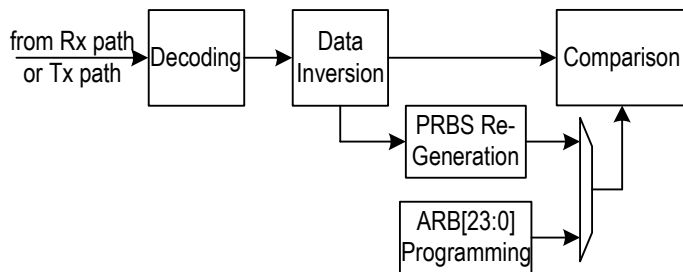 from Rx path
or Tx path
Decoding
Data
Inversion
Comparison
PRBS Re-
Generation
ARB[23:0]
Programming